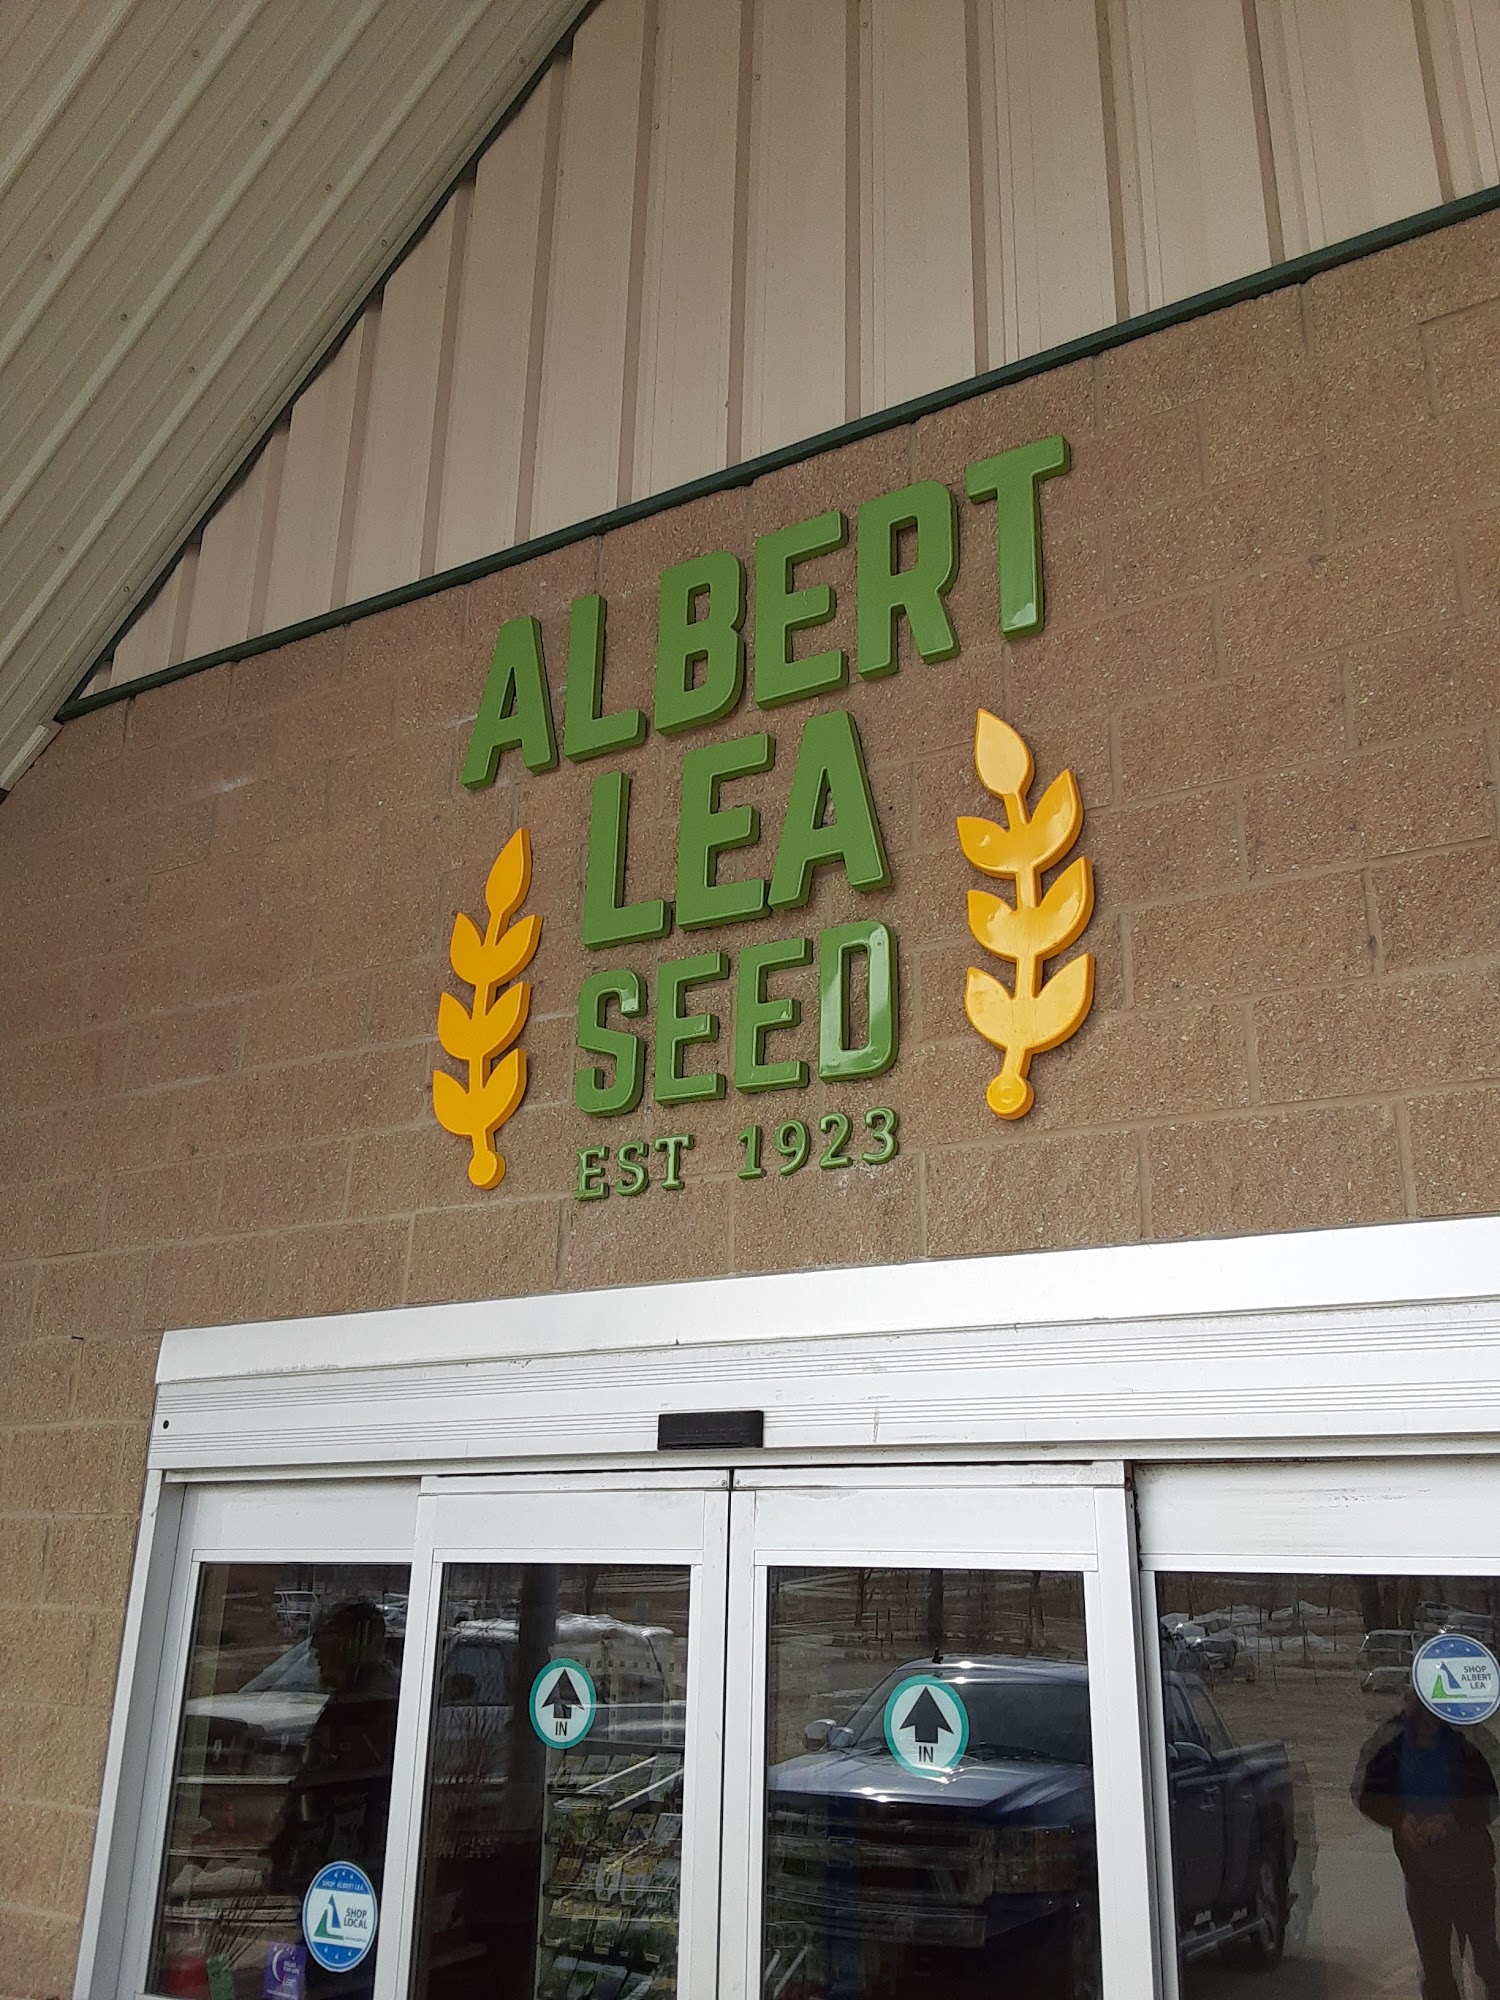 ALBERT
LEA
SEED
EST 1923
IN
IN
SHOP
ALBERT
LEA
SHOP ALBERT LEA
SHOP
LOCAL